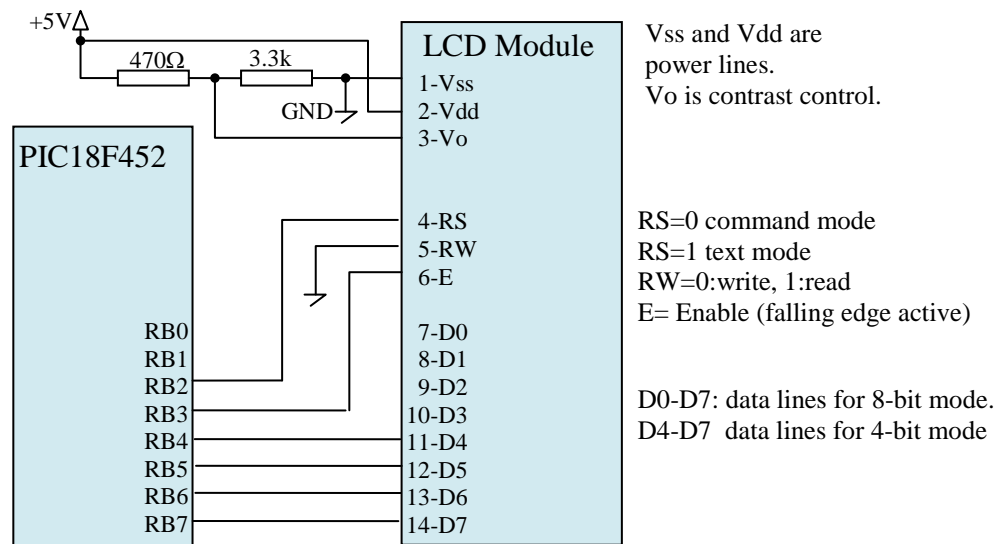 +5V
470Ω
3.3k
GND
LCD Module
1-Vss
2-Vdd
3-Vo
4-RS
5-RW
6-E
7-D0
8-D1
9-D2
10-D3
11-D4
12-D5
13-D6
14-D7
PIC18F452
RB0
RB1
RB2
RB3
RB4
RB5
RB6
RB7
Vss and Vdd are
power lines.
Vo is contrast control.
RS=0 command mode
RS=1 text mode
RW=0:write, 1:read
E= Enable (falling edge active)
D0-D7: data lines for 8-bit mode.
D4-D7 data lines for 4-bit mode